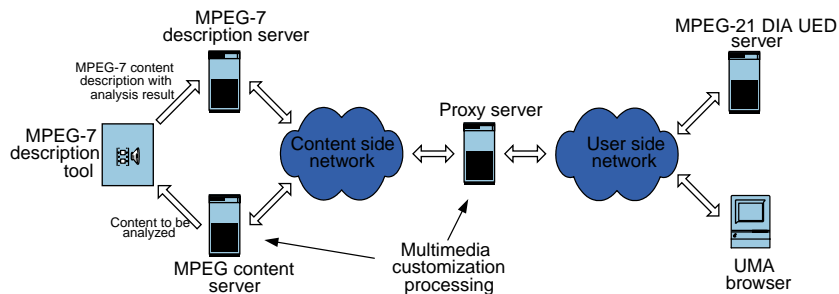 MPEG-7
description server
MPEG-7 content
description with
analysis result
MPEG-7
description
tool
Content to be
analyzed
MPEG content
server
Content side
network
Proxy server
Multimedia
customization
processing
User side
network
MPEG-21 DIA UED
server
UMA
browser